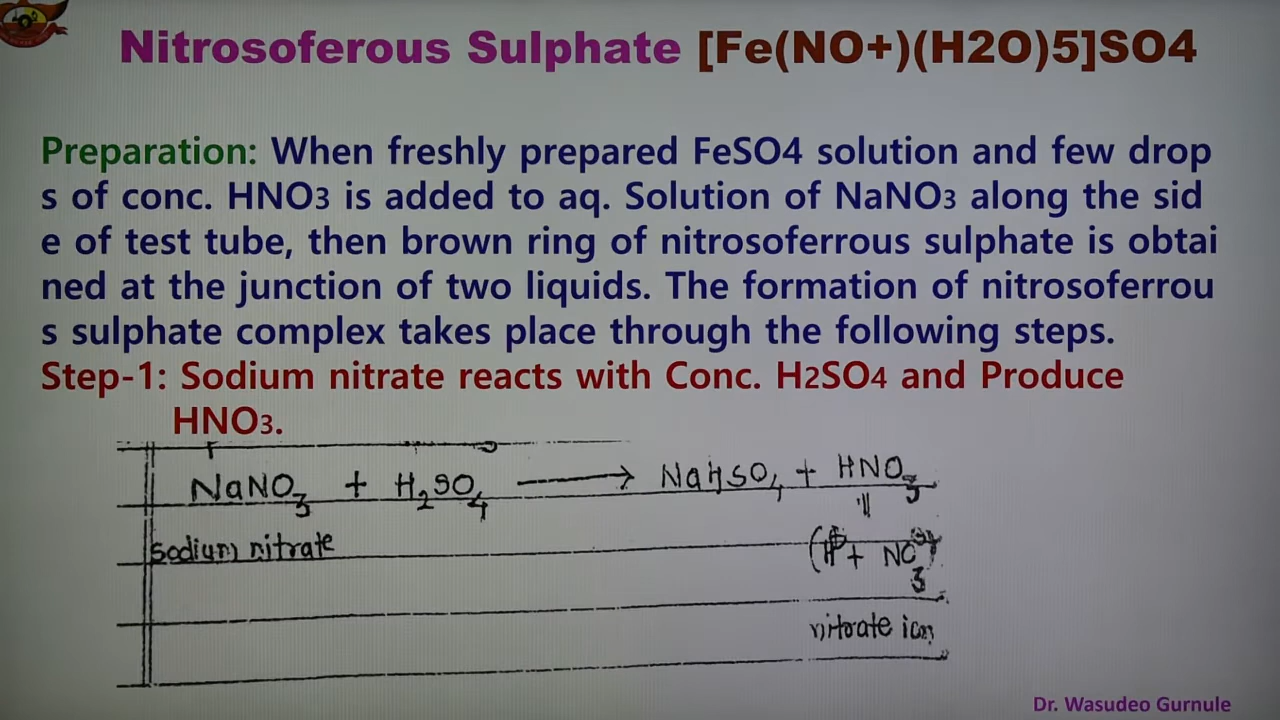 Nitrosoferous Sulphate [Fe(NO+)(H2O)5]SO4
Preparation: When freshly prepared FeSO4 solution and few drop
s of conc. HNO3 is added to aq. Solution of NaNO3 along the sid
e of test tube, then brown ring of nitrosoferrous sulphate is obtai
ned at the junction of two liquids. The formation of nitrosoferrou
s sulphate complex takes place through the following steps.
Step-1: Sodium nitrate reacts with Conc. H2SO4 and Produce
HNO3.
NaNO3 + H2SO4 ⟶ NaHSO4 + HNO3
sodium nitrate
(H⊕ + NO3⊖)
nitrate ion
Dr. Wasudeo Gurnule